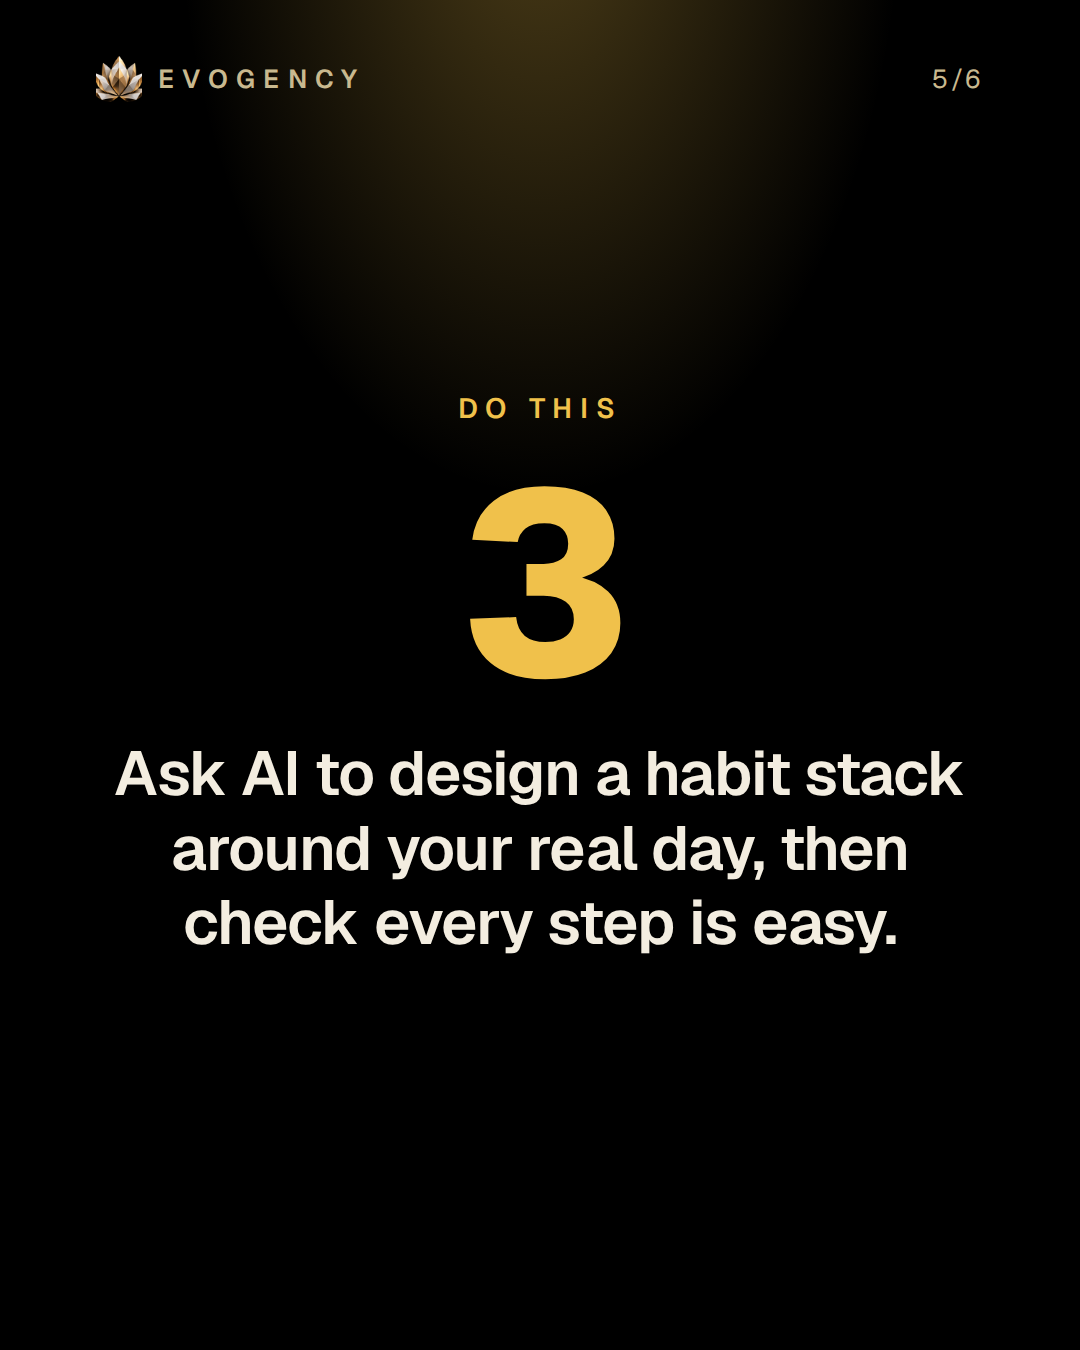 EVOGENCY
5/6
DO THIS
3
Ask AI to design a habit stack
around your real day, then
check every step is easy.